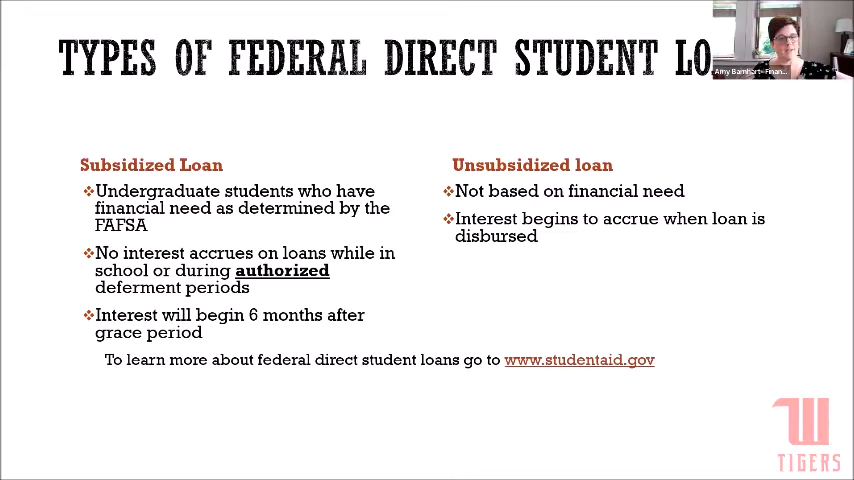 TYPES OF FEDERAL DIRECT STUDENT LO
Amy Barnhart- Finan...
Subsidized Loan
❖Undergraduate students who have
financial need as determined by the
FAFSA
❖No interest accrues on loans while in
school or during authorized
deferment periods
❖Interest will begin 6 months after
grace period
Unsubsidized loan
❖Not based on financial need
❖Interest begins to accrue when loan is
disbursed
To learn more about federal direct student loans go to www.studentaid.gov
W
TIGERS